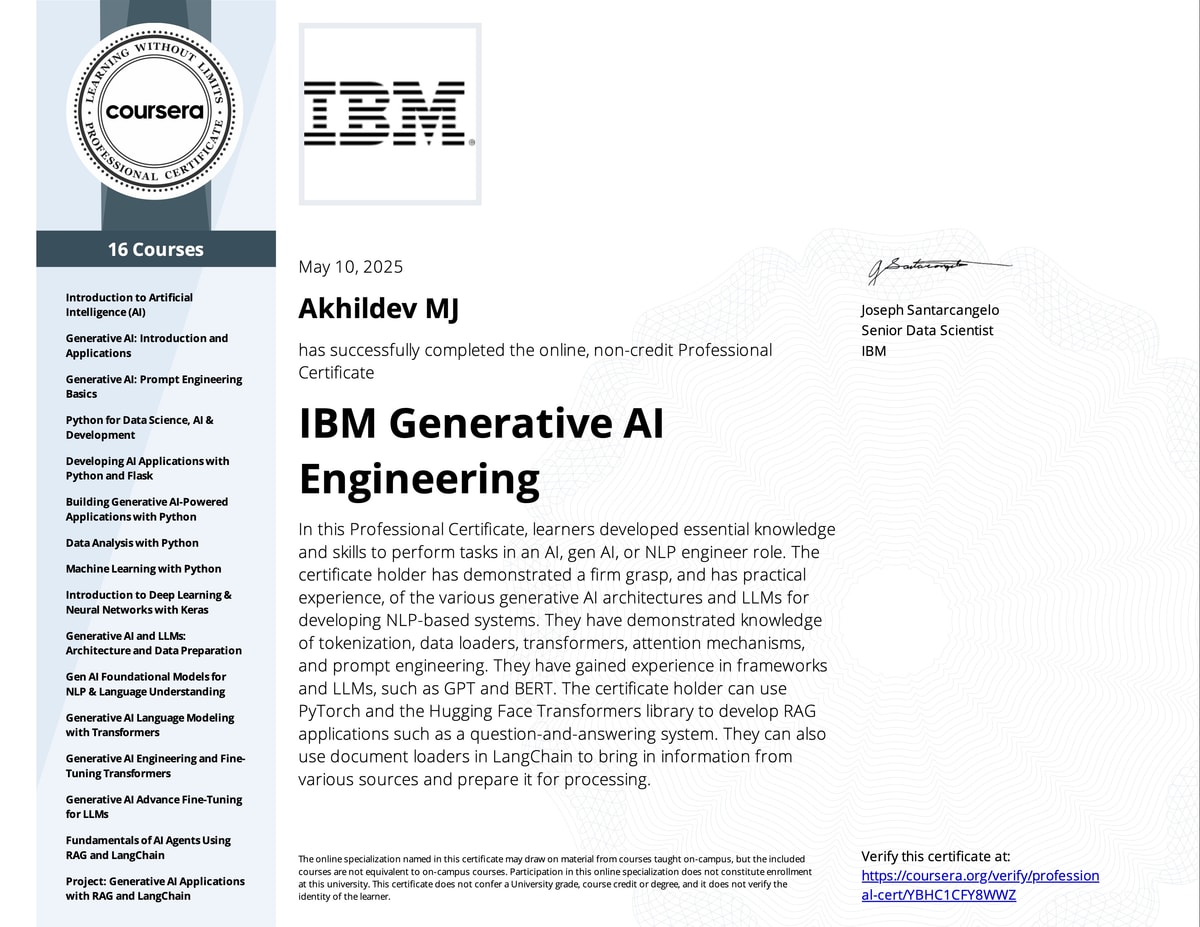 LEARNING WITHOUT LIMITS
coursera
PROFESSIONAL CERTIFICATE
IBM®
16 Courses
Introduction to Artificial
Intelligence (AI)
Generative AI: Introduction and
Applications
Generative AI: Prompt Engineering
Basics
Python for Data Science, AI &
Development
Developing AI Applications with
Python and Flask
Building Generative AI-Powered
Applications with Python
Data Analysis with Python
Machine Learning with Python
Introduction to Deep Learning &
Neural Networks with Keras
Generative AI and LLMs:
Architecture and Data Preparation
Gen AI Foundational Models for
NLP & Language Understanding
Generative AI Language Modeling
with Transformers
Generative AI Engineering and Fine-
Tuning Transformers
Generative AI Advance Fine-Tuning
for LLMs
Fundamentals of AI Agents Using
RAG and LangChain
Project: Generative AI Applications
with RAG and LangChain
May 10, 2025
Akhildev MJ
has successfully completed the online, non-credit Professional
Certificate
IBM Generative AI
Engineering
In this Professional Certificate, learners developed essential knowledge
and skills to perform tasks in an AI, gen AI, or NLP engineer role. The
certificate holder has demonstrated a firm grasp, and has practical
experience, of the various generative AI architectures and LLMs for
developing NLP-based systems. They have demonstrated knowledge
of tokenization, data loaders, transformers, attention mechanisms,
and prompt engineering. They have gained experience in frameworks
and LLMs, such as GPT and BERT. The certificate holder can use
PyTorch and the Hugging Face Transformers library to develop RAG
applications such as a question-and-answering system. They can also
use document loaders in LangChain to bring in information from
various sources and prepare it for processing.
The online specialization named in this certificate may draw on material from courses taught on-campus, but the included
courses are not equivalent to on-campus courses. Participation in this online specialization does not constitute enrollment
at this university. This certificate does not confer a University grade, course credit or degree, and it does not verify the
identity of the learner.
J Santarcangelo
Joseph Santarcangelo
Senior Data Scientist
IBM
Verify this certificate at:
https://coursera.org/verify/profession
al-cert/YBHC1CFY8WWZ